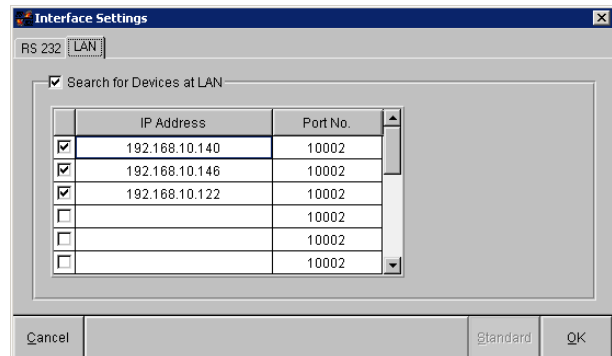 Interface Settings
RS 232 LAN
Search for Devices at LAN
IP Address Port No.
192.168.10.140 10002
192.168.10.146 10002
192.168.10.122 10002
10002
10002
10002
Cancel Standard OK